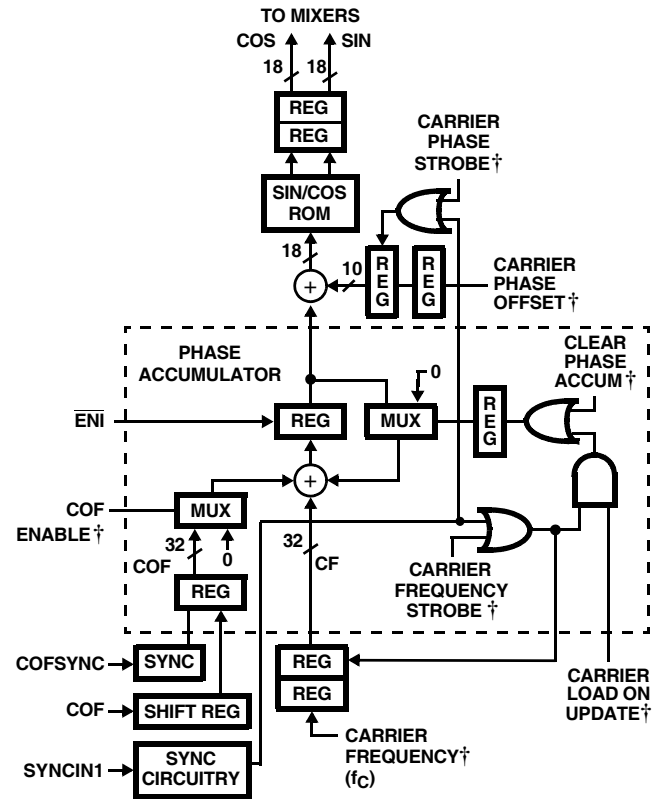 TO MIXERS
COS
SIN
18
18
REG
REG
CARRIER
PHASE
STROBE†
SIN/COS
ROM
18
10
REG
REG
CARRIER
PHASE
OFFSET†
+
PHASE
ACCUMULATOR
0
CLEAR
PHASE
ACCUM†
ENI
REG
MUX
REG
+
COF
ENABLE†
MUX
32
COF
0
32
CF
REG
CARRIER
FREQUENCY
STROBE†
COFSYNC
SYNC
REG
REG
CARRIER
LOAD ON
UPDATE†
COF
SHIFT REG
CARRIER
FREQUENCY†
(fC)
SYNCIN1
SYNC
CIRCUITRY